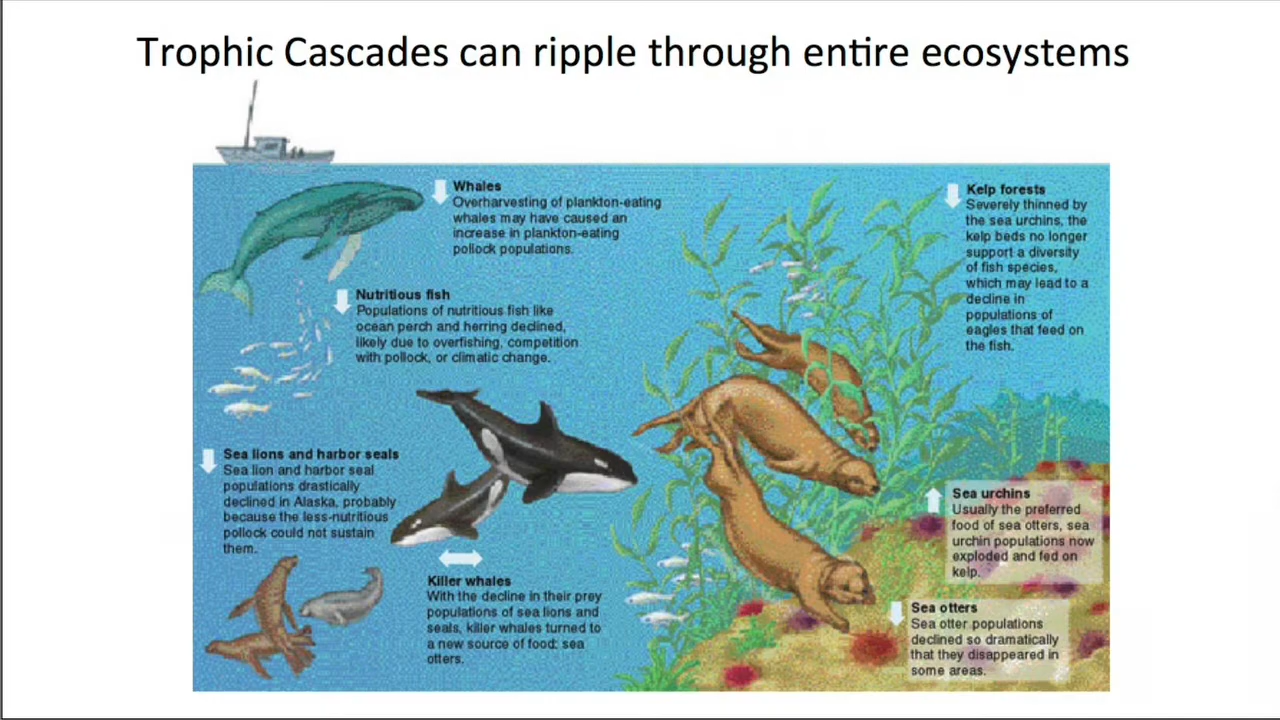 Trophic Cascades can ripple through entire ecosystems
Whales
Overharvesting of plankton-eating
whales may have caused an
increase in plankton-eating
pollock populations.
Nutritious fish
Populations of nutritious fish like
ocean perch and herring declined,
likely due to overfishing, competition
with pollock, or climatic change.
Sea lions and harbor seals
Sea lion and harbor seal
populations drastically
declined in Alaska, probably
because the less-nutritious
pollock could not sustain
them.
Killer whales
With the decline in their prey
populations of sea lions and
seals, killer whales turned to
a new source of food: sea
otters.
Kelp forests
Severely thinned by
the sea urchins, the
kelp beds no longer
support a diversity
of fish species,
which may lead to a
decline in
populations of
eagles that feed on
the fish.
Sea urchins
Usually the preferred
food of sea otters, sea
urchin populations now
exploded and fed on
kelp.
Sea otters
Sea otter populations
declined so dramatically
that they disappeared in
some areas.